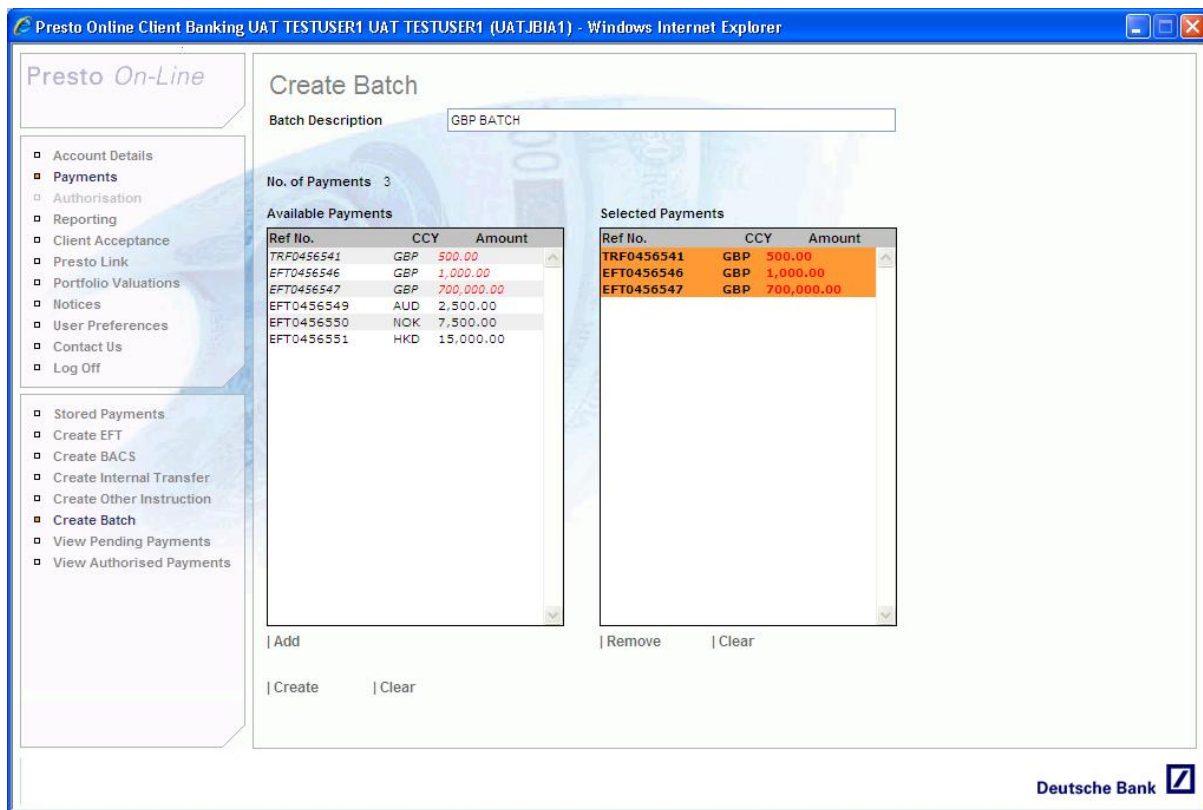 Presto Online Client Banking UAT TESTUSER1 UAT TESTUSER1 (UATJBIA1) - Windows Internet Explorer
Presto On-Line
Account Details
Payments
Authorisation
Reporting
Client Acceptance
Presto Link
Portfolio Valuations
Notices
User Preferences
Contact Us
Log Off
Stored Payments
Create EFT
Create BACS
Create Internal Transfer
Create Other Instruction
Create Batch
View Pending Payments
View Authorised Payments
Create Batch
Batch Description GBP BATCH
No. of Payments 3
Available Payments
Ref No. CCY Amount
TRF0456541 GBP 500.00
EFT0456546 GBP 1,000.00
EFT0456547 GBP 700,000.00
EFT0456549 AUD 2,500.00
EFT0456550 NOK 7,500.00
EFT0456551 HKD 15,000.00
| Add
Selected Payments
Ref No. CCY Amount
TRF0456541 GBP 500.00
EFT0456546 GBP 1,000.00
EFT0456547 GBP 700,000.00
| Remove | Clear
| Create | Clear
Deutsche Bank